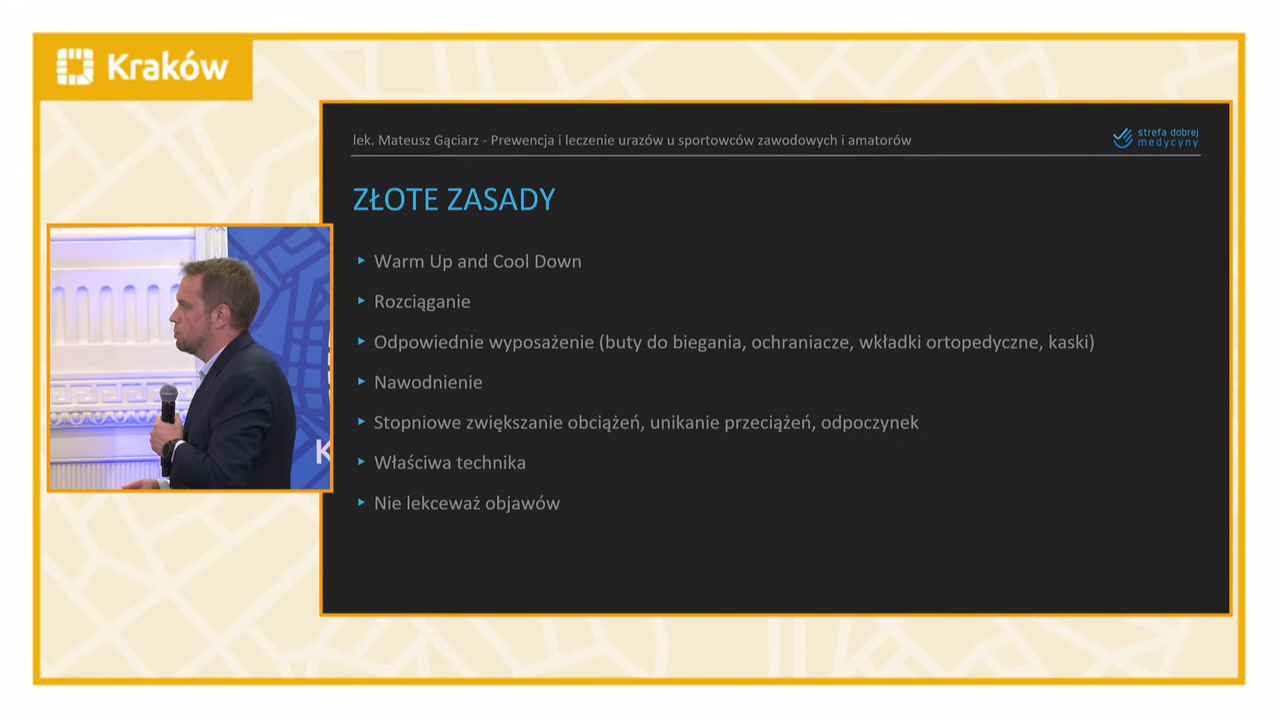 Kraków
lek. Mateusz Gąciarz - Prewencja i leczenie urazów u sportowców zawodowych i amatorów
strefa dobrej
medycyny
ZŁOTE ZASADY
Warm Up and Cool Down
Rozciąganie
Odpowiednie wyposażenie (buty do biegania, ochraniacze, wkładki ortopedyczne, kaski)
Nawodnienie
Stopniowe zwiększanie obciążeń, unikanie przeciążeń, odpoczynek
Właściwa technika
Nie lekceważ objawów
K